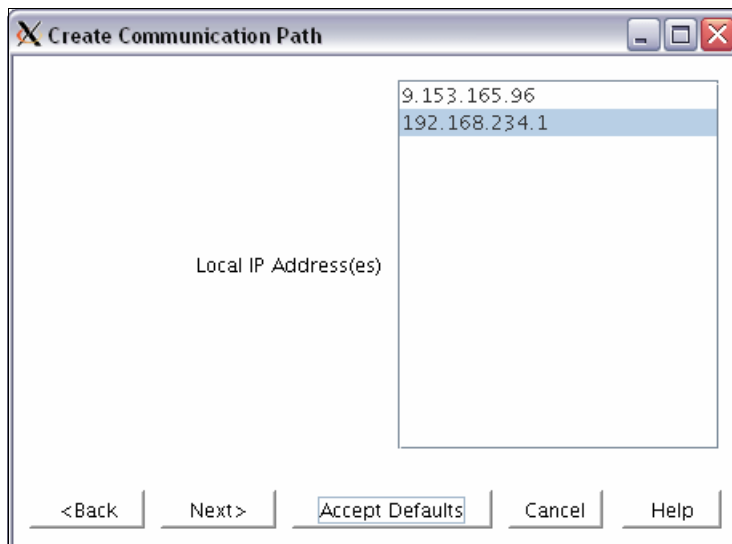 Create Communication Path
9.153.165.96
192.168.234.1
Local IP Address(es)
<Back
Next>
Accept Defaults
Cancel
Help